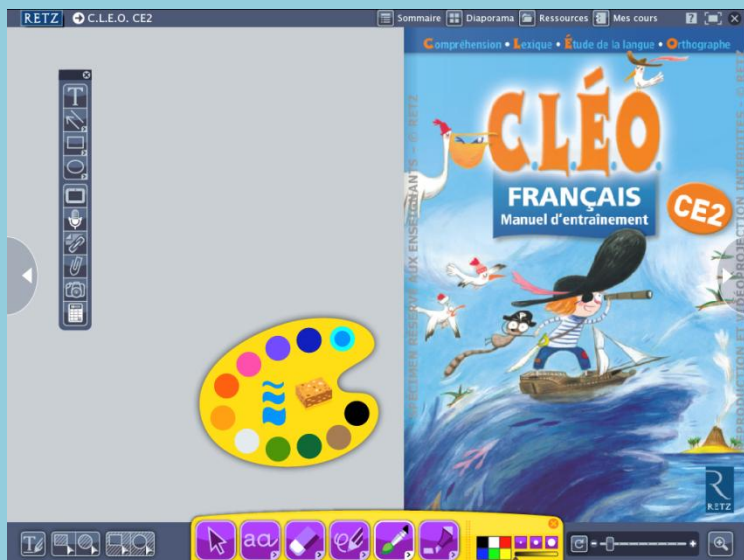 RETZ C.L.E.O. CE2 Sommaire Diaporama Ressources Mes cours ?
Compréhension • Lexique • Étude de la langue • Orthographe
C.L.É.O.
FRANÇAIS
Manuel d'entraînement
CE2
SPÉCIMEN RÉSERVÉ AUX ENSEIGNANTS - © RETZ
REPRODUCTION ET VIDÉOPROJECTION INTERDITES - © RETZ
T
R
RETZ
T
aa